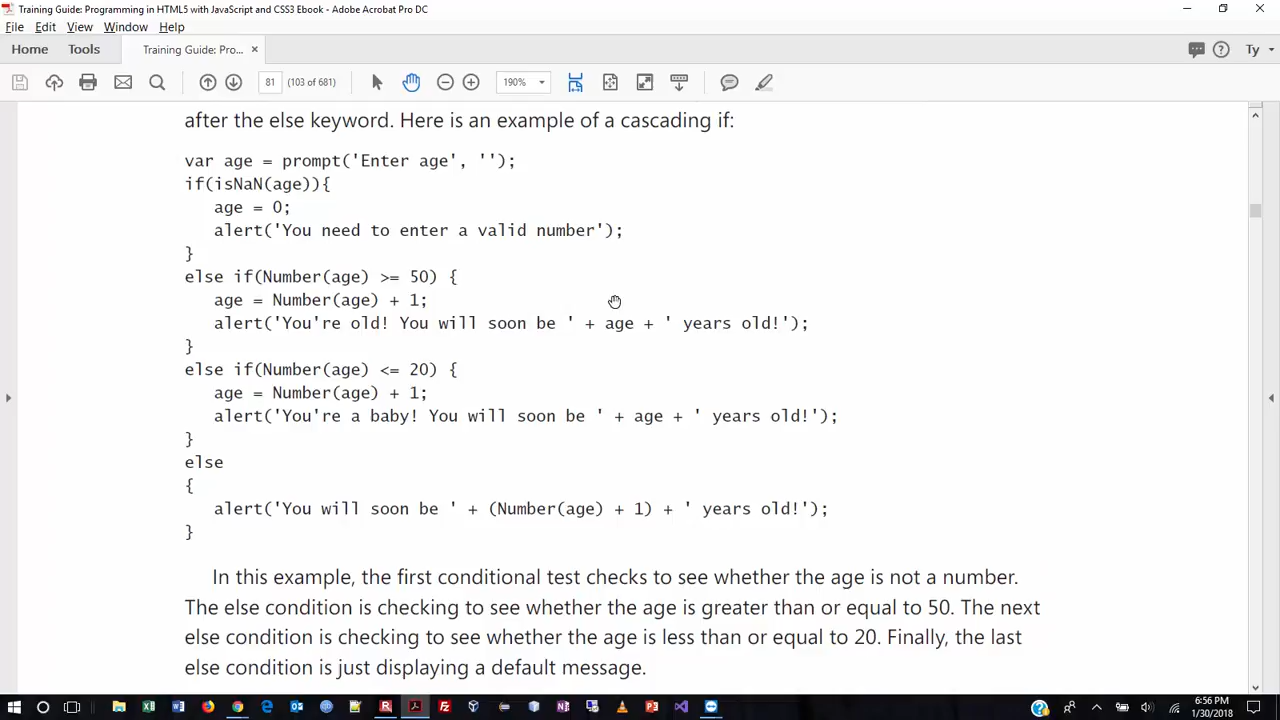 Training Guide: Programming in HTML5 with JavaScript and CSS3 Ebook - Adobe Acrobat Pro DC
File Edit View Window Help
Home Tools Training Guide: Pro... × Ty
81 (103 of 681) 190%
after the else keyword. Here is an example of a cascading if:
var age = prompt('Enter age', '');
if(isNaN(age)){
age = 0;
alert('You need to enter a valid number');
}
else if(Number(age) >= 50) {
age = Number(age) + 1;
alert('You're old! You will soon be ' + age + ' years old!');
}
else if(Number(age) <= 20) {
age = Number(age) + 1;
alert('You're a baby! You will soon be ' + age + ' years old!');
}
else
{
alert('You will soon be ' + (Number(age) + 1) + ' years old!');
}
In this example, the first conditional test checks to see whether the age is not a number.
The else condition is checking to see whether the age is greater than or equal to 50. The next
else condition is checking to see whether the age is less than or equal to 20. Finally, the last
else condition is just displaying a default message.
6:56 PM
1/30/2018